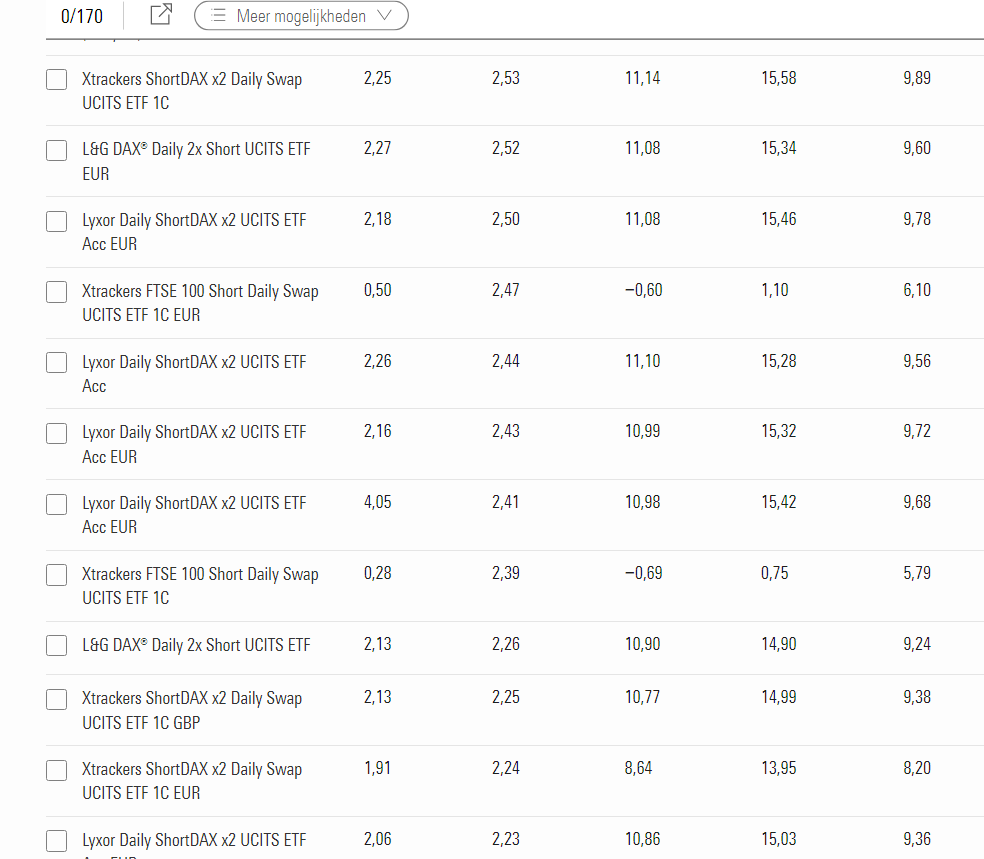 0/170 Meer mogelijkheden
Xtrackers ShortDAX x2 Daily Swap 2,25 2,53 11,14 15,58 9,89
UCITS ETF 1C
L&G DAX® Daily 2x Short UCITS ETF 2,27 2,52 11,08 15,34 9,60
EUR
Lyxor Daily ShortDAX x2 UCITS ETF 2,18 2,50 11,08 15,46 9,78
Acc EUR
Xtrackers FTSE 100 Short Daily Swap 0,50 2,47 −0,60 1,10 6,10
UCITS ETF 1C EUR
Lyxor Daily ShortDAX x2 UCITS ETF 2,26 2,44 11,10 15,28 9,56
Acc
Lyxor Daily ShortDAX x2 UCITS ETF 2,16 2,43 10,99 15,32 9,72
Acc EUR
Lyxor Daily ShortDAX x2 UCITS ETF 4,05 2,41 10,98 15,42 9,68
Acc EUR
Xtrackers FTSE 100 Short Daily Swap 0,28 2,39 −0,69 0,75 5,79
UCITS ETF 1C
L&G DAX® Daily 2x Short UCITS ETF 2,13 2,26 10,90 14,90 9,24
Xtrackers ShortDAX x2 Daily Swap 2,13 2,25 10,77 14,99 9,38
UCITS ETF 1C GBP
Xtrackers ShortDAX x2 Daily Swap 1,91 2,24 8,64 13,95 8,20
UCITS ETF 1C EUR
Lyxor Daily ShortDAX x2 UCITS ETF 2,06 2,23 10,86 15,03 9,36